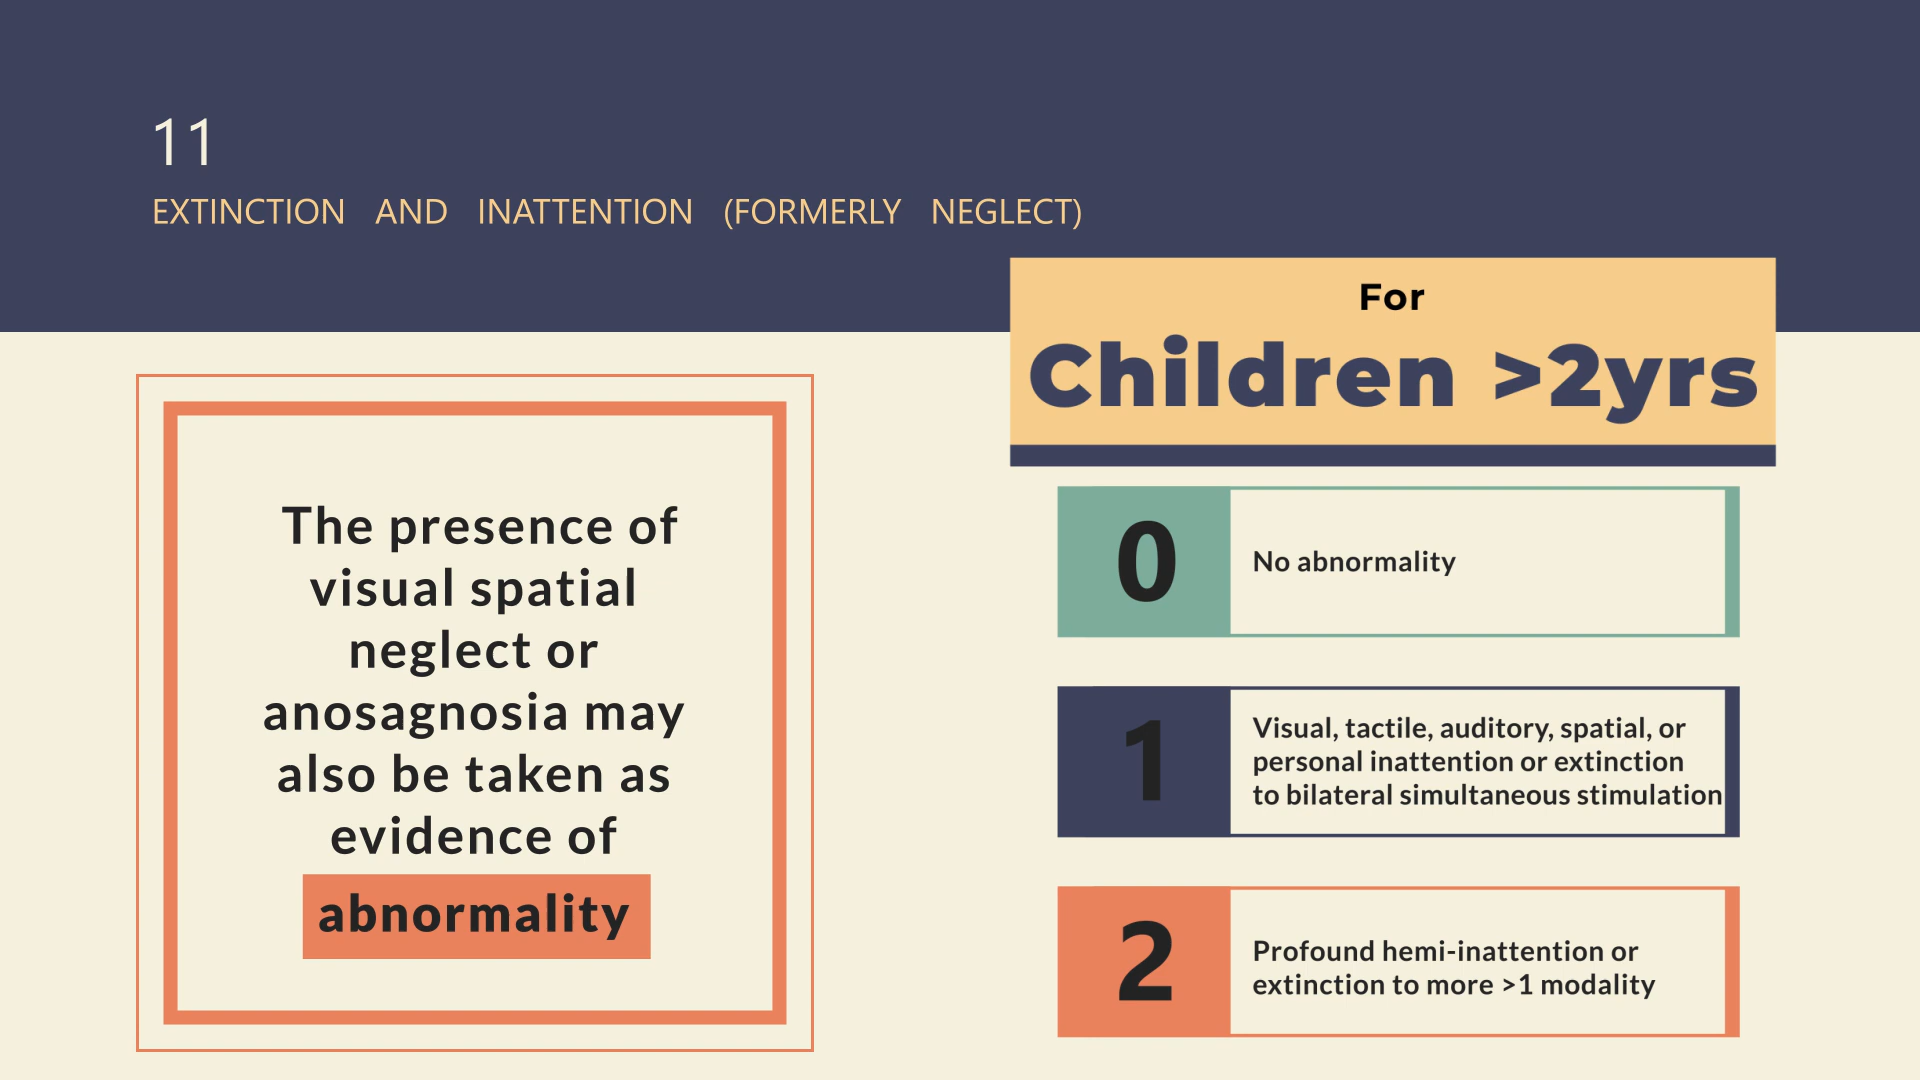 11
EXTINCTION AND INATTENTION (FORMERLY NEGLECT)
For
Children >2yrs
The presence of
visual spatial
neglect or
anosagnosia may
also be taken as
evidence of
abnormality
0
No abnormality
1
Visual, tactile, auditory, spatial, or
personal inattention or extinction
to bilateral simultaneous stimulation
2
Profound hemi-inattention or
extinction to more >1 modality